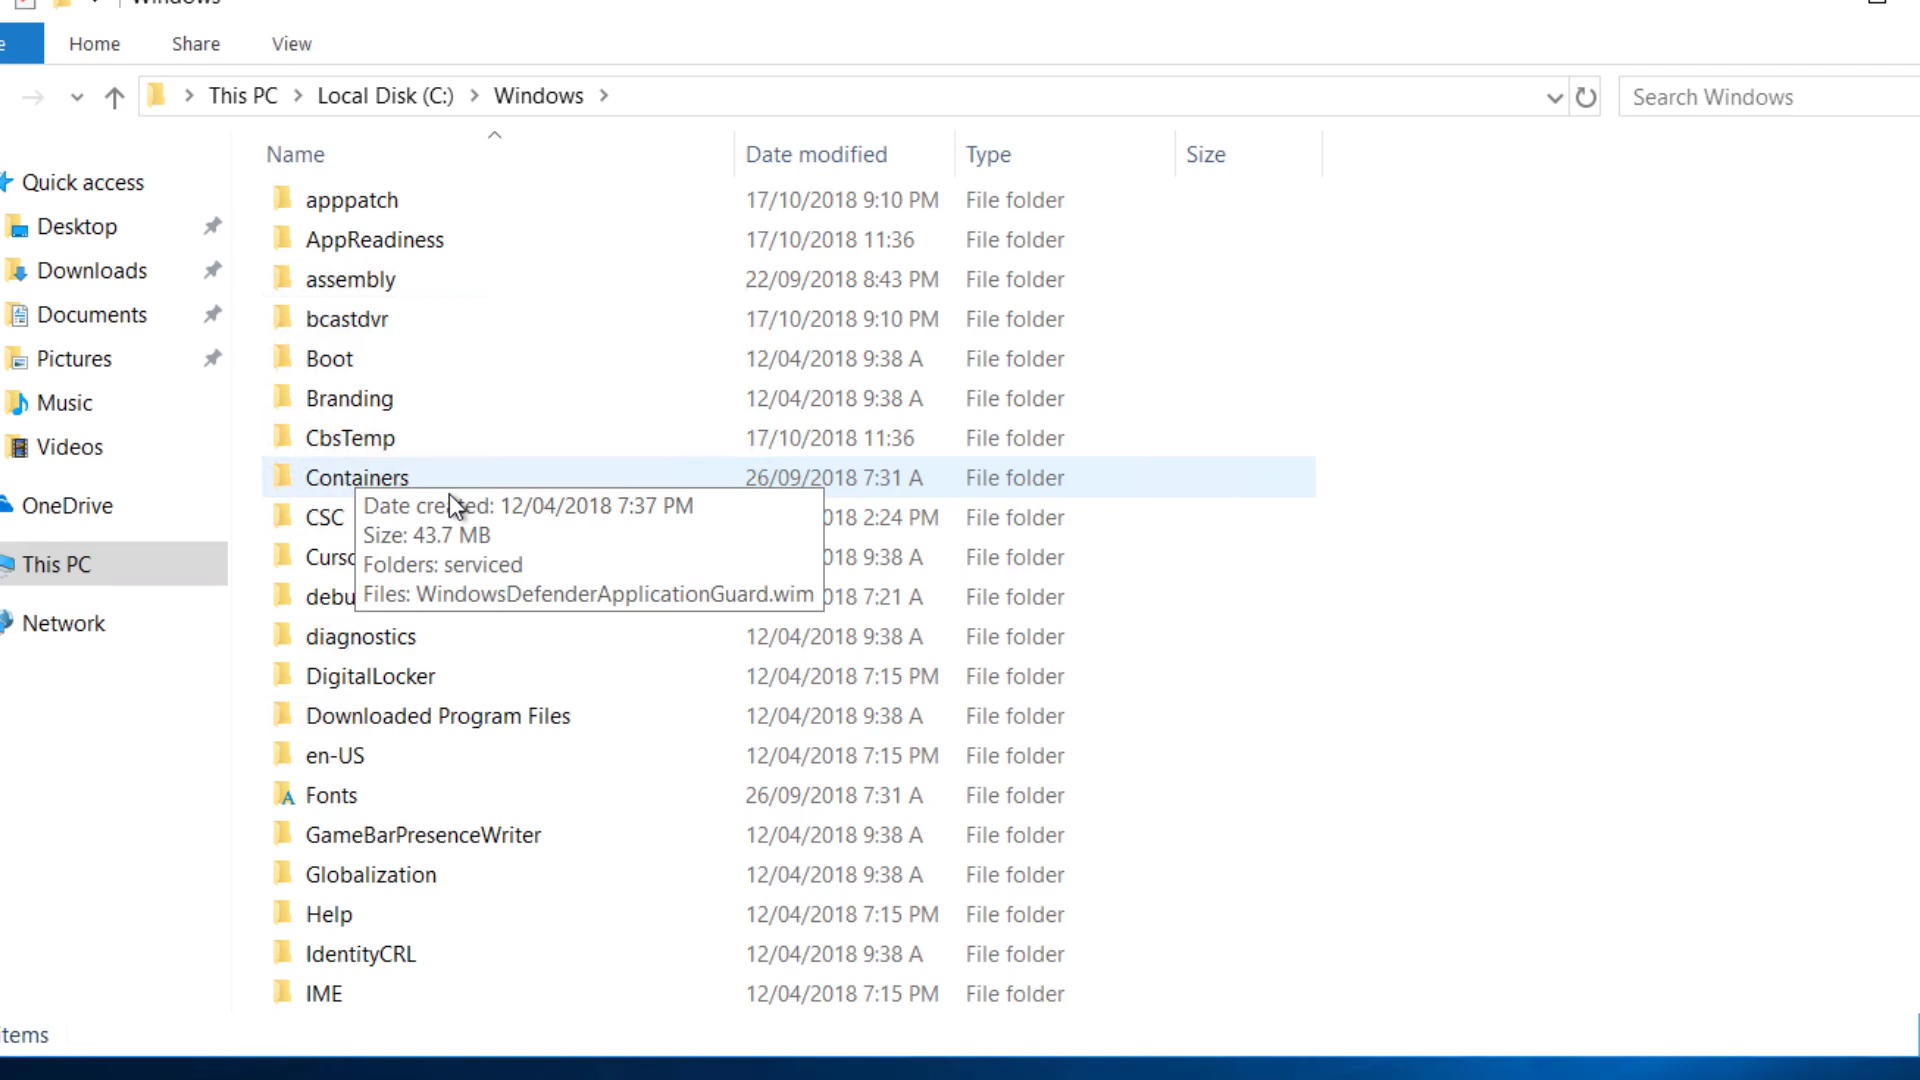 Windows
Home Share View
This PC Local Disk (C:) Windows
Search Windows
Name Date modified Type Size
Quick access
Desktop
Downloads
Documents
Pictures
Music
Videos
OneDrive
This PC
Network
apppatch 17/10/2018 9:10 PM File folder
AppReadiness 17/10/2018 11:36 File folder
assembly 22/09/2018 8:43 PM File folder
bcastdvr 17/10/2018 9:10 PM File folder
Boot 12/04/2018 9:38 A File folder
Branding 12/04/2018 9:38 A File folder
CbsTemp 17/10/2018 11:36 File folder
Containers 26/09/2018 7:31 A File folder
CSC 018 2:24 PM File folder
Curso 018 9:38 A File folder
debu 018 7:21 A File folder
Date created: 12/04/2018 7:37 PM
Size: 43.7 MB
Folders: serviced
Files: WindowsDefenderApplicationGuard.wim
diagnostics 12/04/2018 9:38 A File folder
DigitalLocker 12/04/2018 7:15 PM File folder
Downloaded Program Files 12/04/2018 9:38 A File folder
en-US 12/04/2018 7:15 PM File folder
Fonts 26/09/2018 7:31 A File folder
GameBarPresenceWriter 12/04/2018 9:38 A File folder
Globalization 12/04/2018 9:38 A File folder
Help 12/04/2018 7:15 PM File folder
IdentityCRL 12/04/2018 9:38 A File folder
IME 12/04/2018 7:15 PM File folder
items